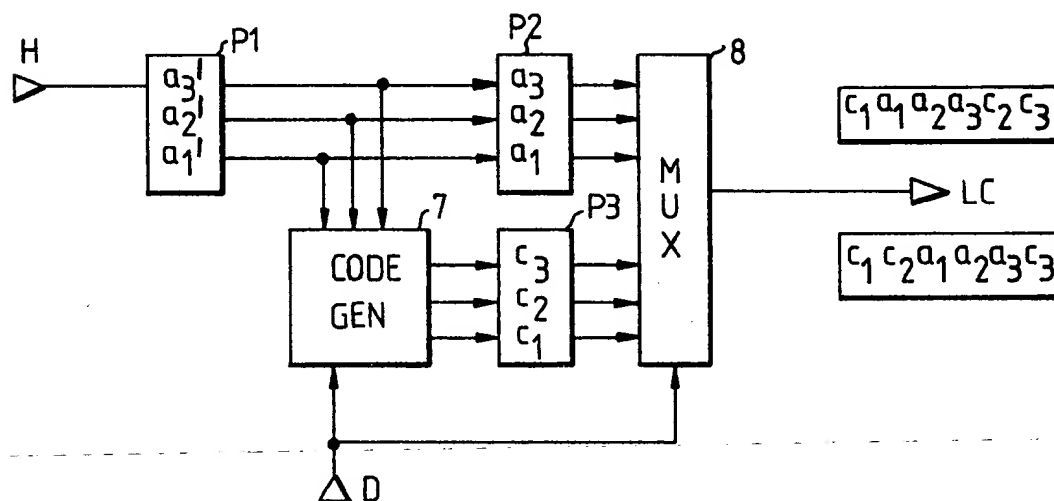 H
P1
a3'
a2'
a1'
P2
a3
a2
a1
8
MUX
c1 a1 a2 a3 c2 c3
LC
c1 c2 a1 a2 a3 c3
7
CODE
GEN
P3
c3
c2
c1
D